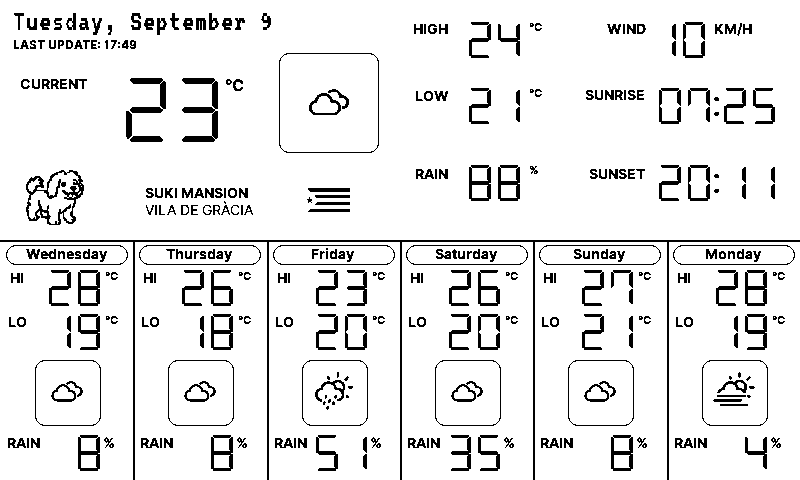 Tuesday, September 9
LAST UPDATE: 17:49
CURRENT 23 °C
SUKI MANSION
VILA DE GRÀCIA
HIGH 24 °C
WIND 10 KM/H
LOW 21 °C
SUNRISE 07:25
RAIN 88 %
SUNSET 20:11
Wednesday
HI 28 °C
LO 19 °C
RAIN 8 %
Thursday
HI 26 °C
LO 18 °C
RAIN 8 %
Friday
HI 23 °C
LO 20 °C
RAIN 51 %
Saturday
HI 26 °C
LO 20 °C
RAIN 35 %
Sunday
HI 27 °C
LO 21 °C
RAIN 8 %
Monday
HI 28 °C
LO 19 °C
RAIN 4 %